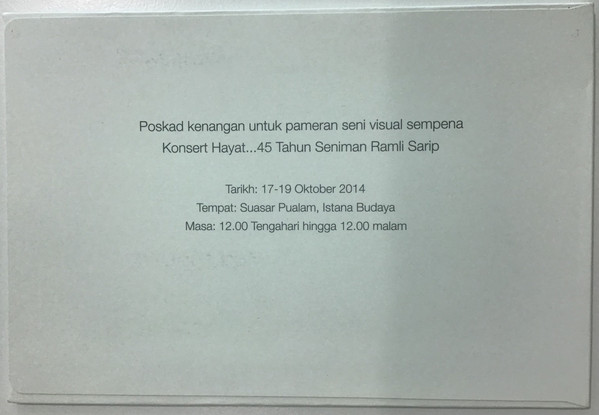 Poskad kenangan untuk pameran seni visual sempena
Konsert Hayat...45 Tahun Seniman Ramli Sarip
Tarikh: 17-19 Oktober 2014
Tempat: Suasar Pualam, Istana Budaya
Masa: 12.00 Tengahari hingga 12.00 malam